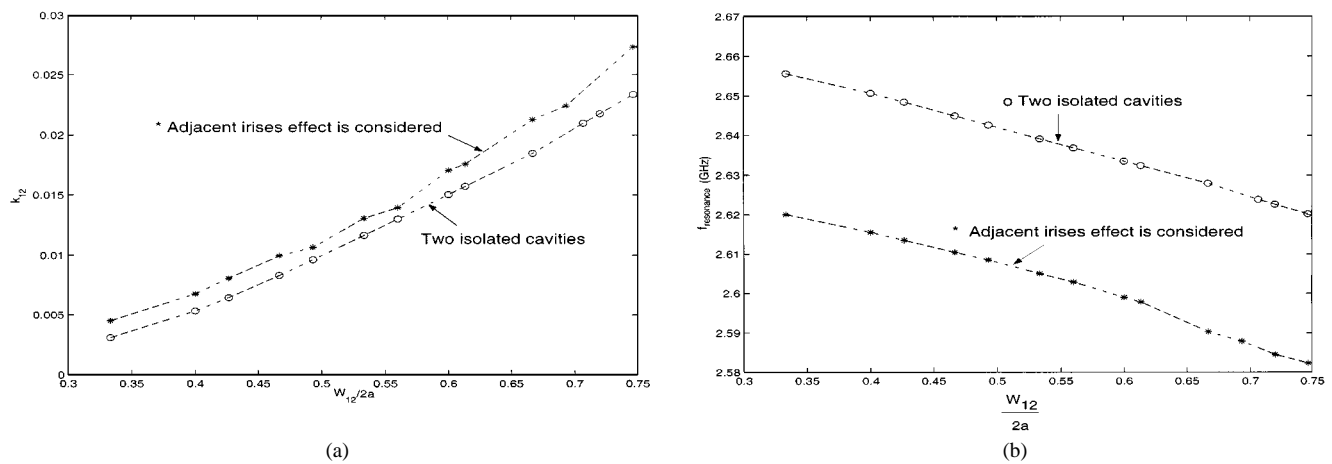 0.03
0.025
0.02
0.015
0.01
0.005
0
k12
* Adjacent irises effect is considered
Two isolated cavities
0.3 0.35 0.4 0.45 0.5 0.55 0.6 0.65 0.7 0.75
W12/2a
(a)
2.67
2.66
2.65
2.64
2.63
2.62
2.61
2.6
2.59
2.58
fresonance (GHz)
o Two isolated cavities
* Adjacent irises effect is considered
0.3 0.35 0.4 0.45 0.5 0.55 0.6 0.65 0.7 0.75
W12
2a
(b)